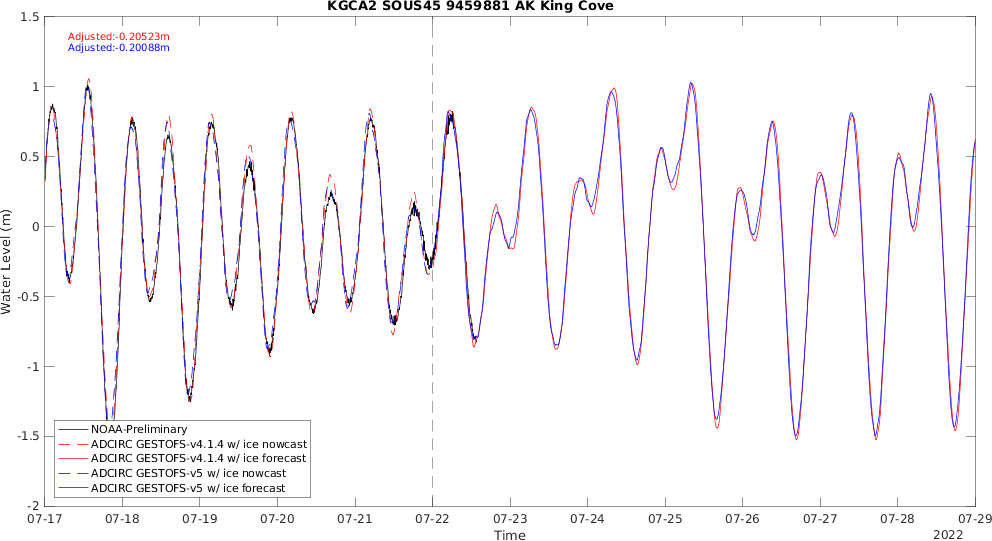 KGCA2 SOUS45 9459881 AK King Cove
Adjusted:-0.20523m
Adjusted:-0.20088m
1.5
1
0.5
0
-0.5
-1
-1.5
-2
Water Level (m)
NOAA-Preliminary
ADCIRC GESTOFS-v4.1.4 w/ ice nowcast
ADCIRC GESTOFS-v4.1.4 w/ ice forecast
ADCIRC GESTOFS-v5 w/ ice nowcast
ADCIRC GESTOFS-v5 w/ ice forecast
07-17 07-18 07-19 07-20 07-21 07-22 07-23 07-24 07-25 07-26 07-27 07-28 07-29
Time
2022